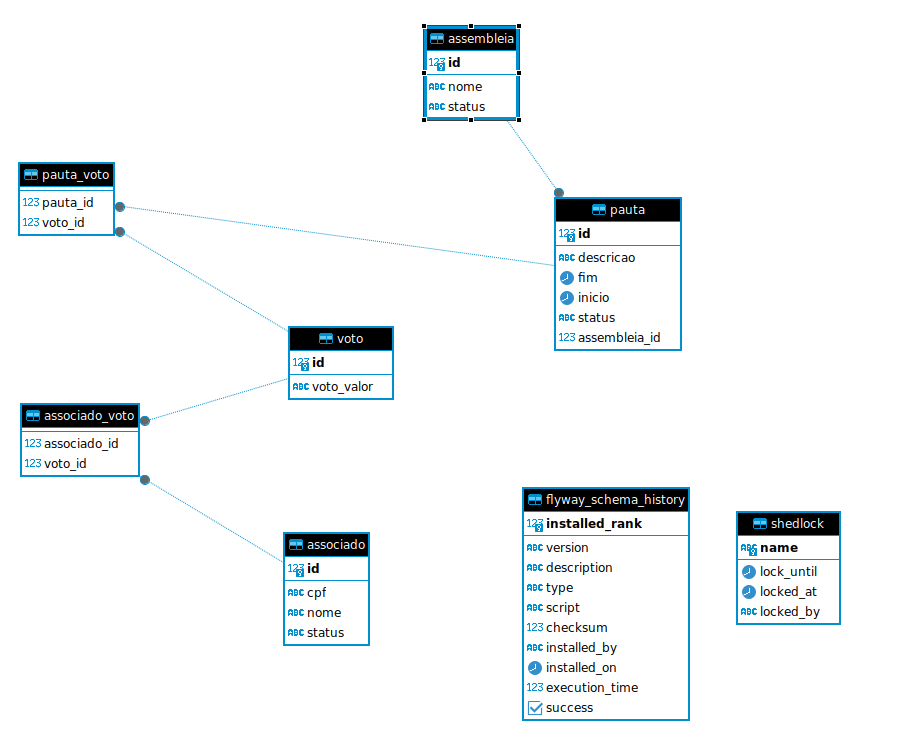 assembleia
123 id
ABC nome
ABC status
pauta_voto
123 pauta_id
123 voto_id
pauta
123 id
ABC descricao
fim
inicio
ABC status
123 assembleia_id
voto
123 id
ABC voto_valor
associado_voto
123 associado_id
123 voto_id
associado
123 id
ABC cpf
ABC nome
ABC status
flyway_schema_history
123 installed_rank
ABC version
ABC description
ABC type
ABC script
123 checksum
ABC installed_by
installed_on
123 execution_time
success
shedlock
ABC name
lock_until
locked_at
ABC locked_by